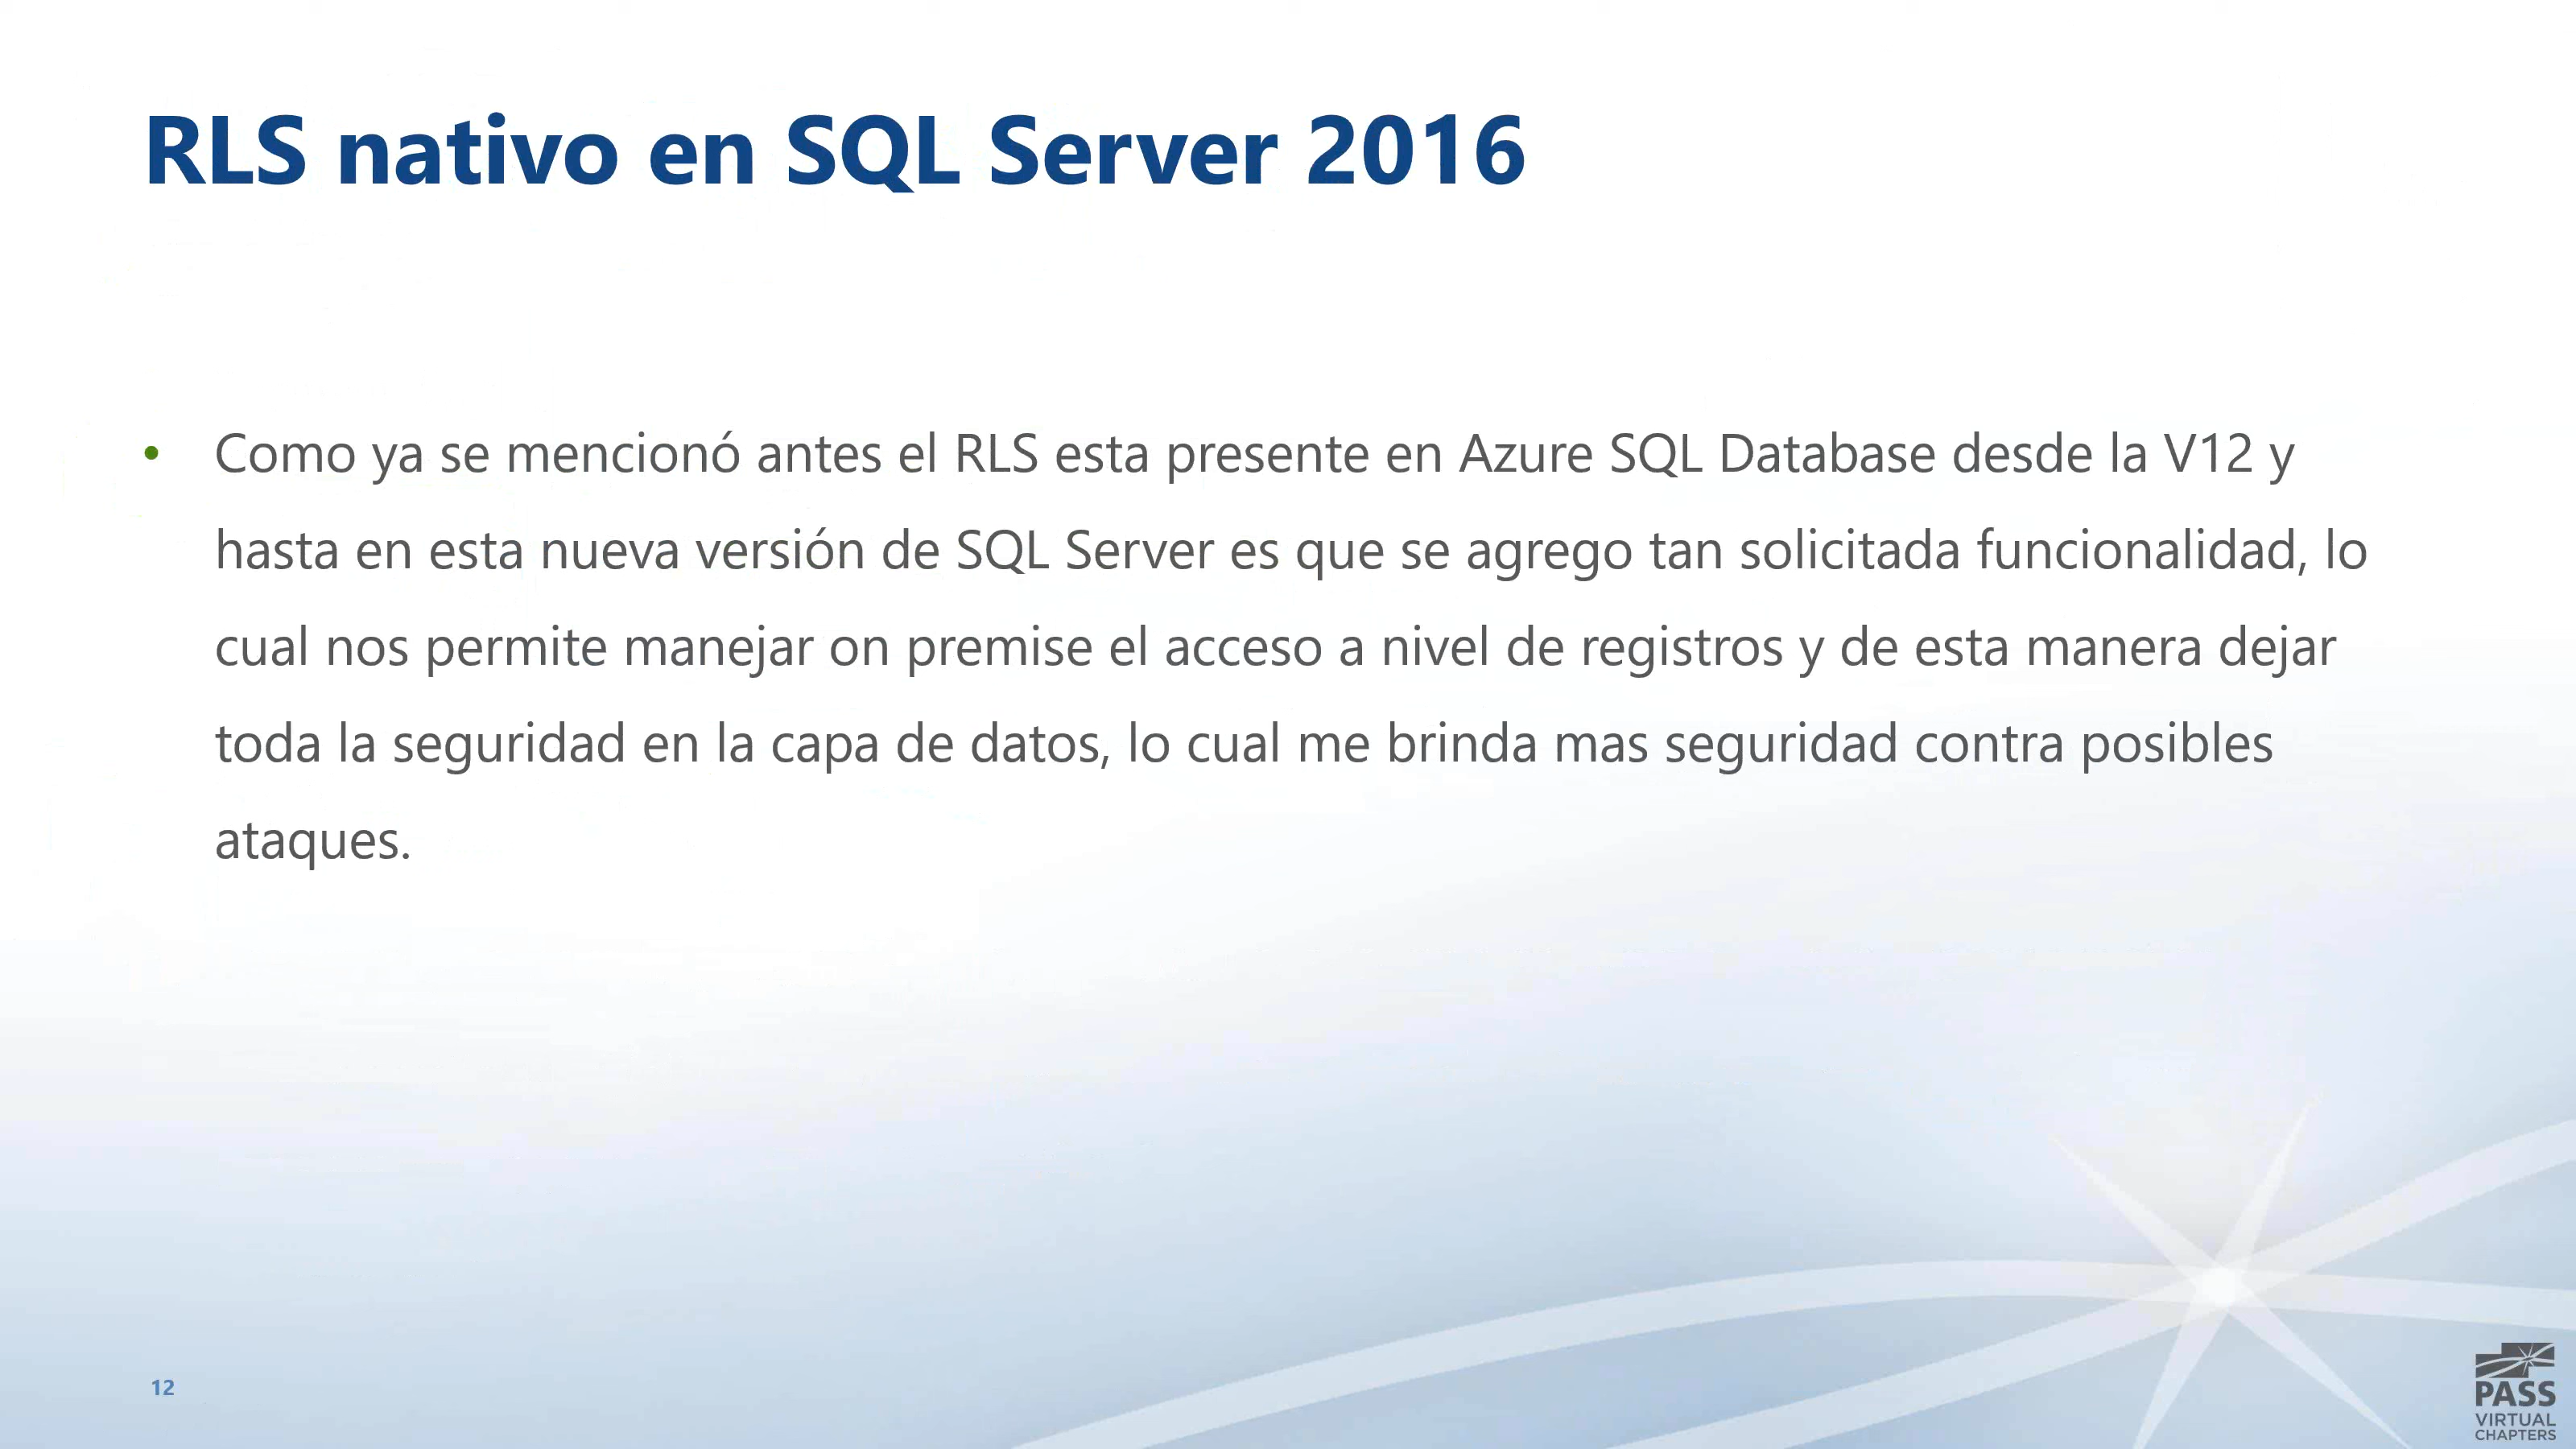 RLS nativo en SQL Server 2016
• Como ya se mencionó antes el RLS esta presente en Azure SQL Database desde la V12 y
hasta en esta nueva versión de SQL Server es que se agrego tan solicitada funcionalidad, lo
cual nos permite manejar on premise el acceso a nivel de registros y de esta manera dejar
toda la seguridad en la capa de datos, lo cual me brinda mas seguridad contra posibles
ataques.
12
PASS
VIRTUAL
CHAPTERS